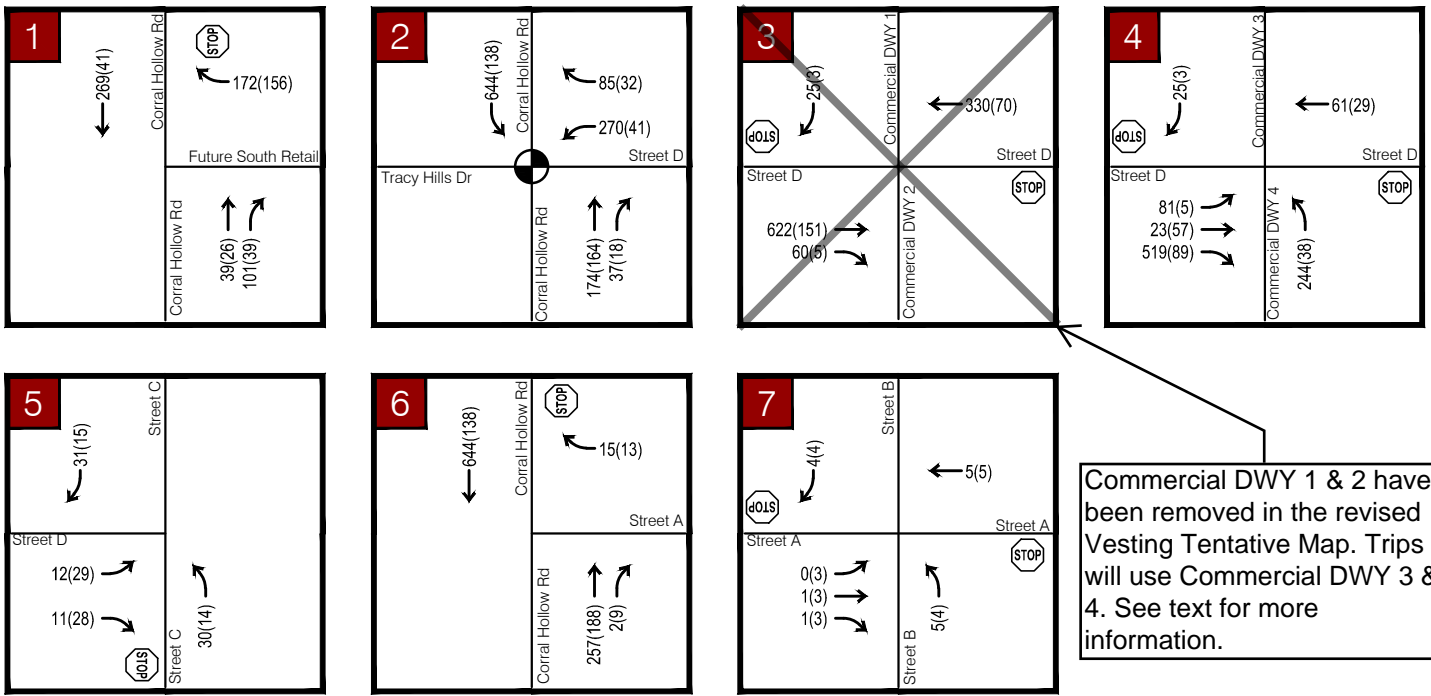 1
Corral Hollow Rd
STOP
269(41)
172(156)
Future South Retail
Corral Hollow Rd
39(26)
101(39)
2
Corral Hollow Rd
644(138)
85(32)
270(41)
Street D
Tracy Hills Dr
Corral Hollow Rd
174(164)
37(18)
3
Commercial DWY 1
25(3)
330(70)
STOP
Street D
Street D
STOP
622(151)
60(5)
Commercial DWY 2
4
Commercial DWY 3
25(3)
61(29)
STOP
Street D
Street D
STOP
81(5)
23(57)
519(89)
Commercial DWY 4
244(38)
5
Street C
31(15)
Street D
12(29)
11(28)
STOP
Street C
30(14)
6
Corral Hollow Rd
STOP
644(138)
15(13)
Street A
Corral Hollow Rd
257(188)
2(9)
7
Street B
4(4)
5(5)
STOP
Street A
Street A
STOP
0(3)
1(3)
1(3)
Street B
5(4)
Commercial DWY 1 & 2 have
been removed in the revised
Vesting Tentative Map. Trips
will use Commercial DWY 3 &
4. See text for more
information.